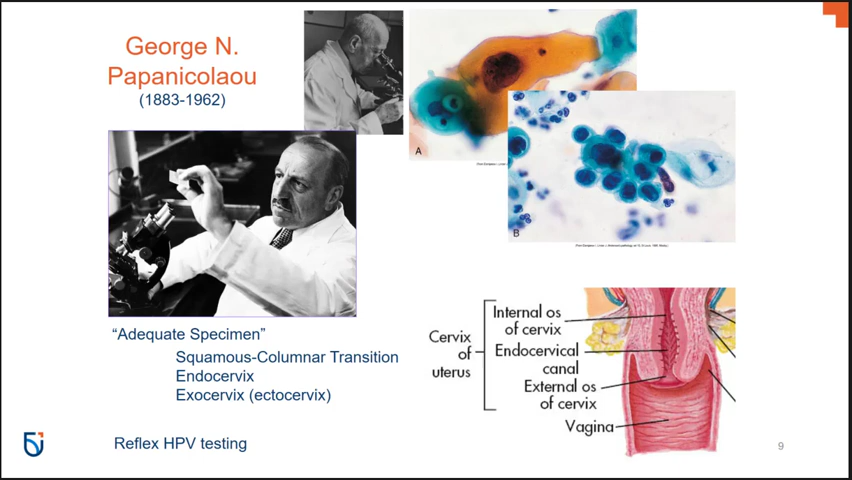 George N.
Papanicolaou
(1883-1962)
A
B
“Adequate Specimen”
Squamous-Columnar Transition
Endocervix
Exocervix (ectocervix)
Reflex HPV testing
Cervix
of
uterus
Internal os
of cervix
Endocervical
canal
External os
of cervix
Vagina
9